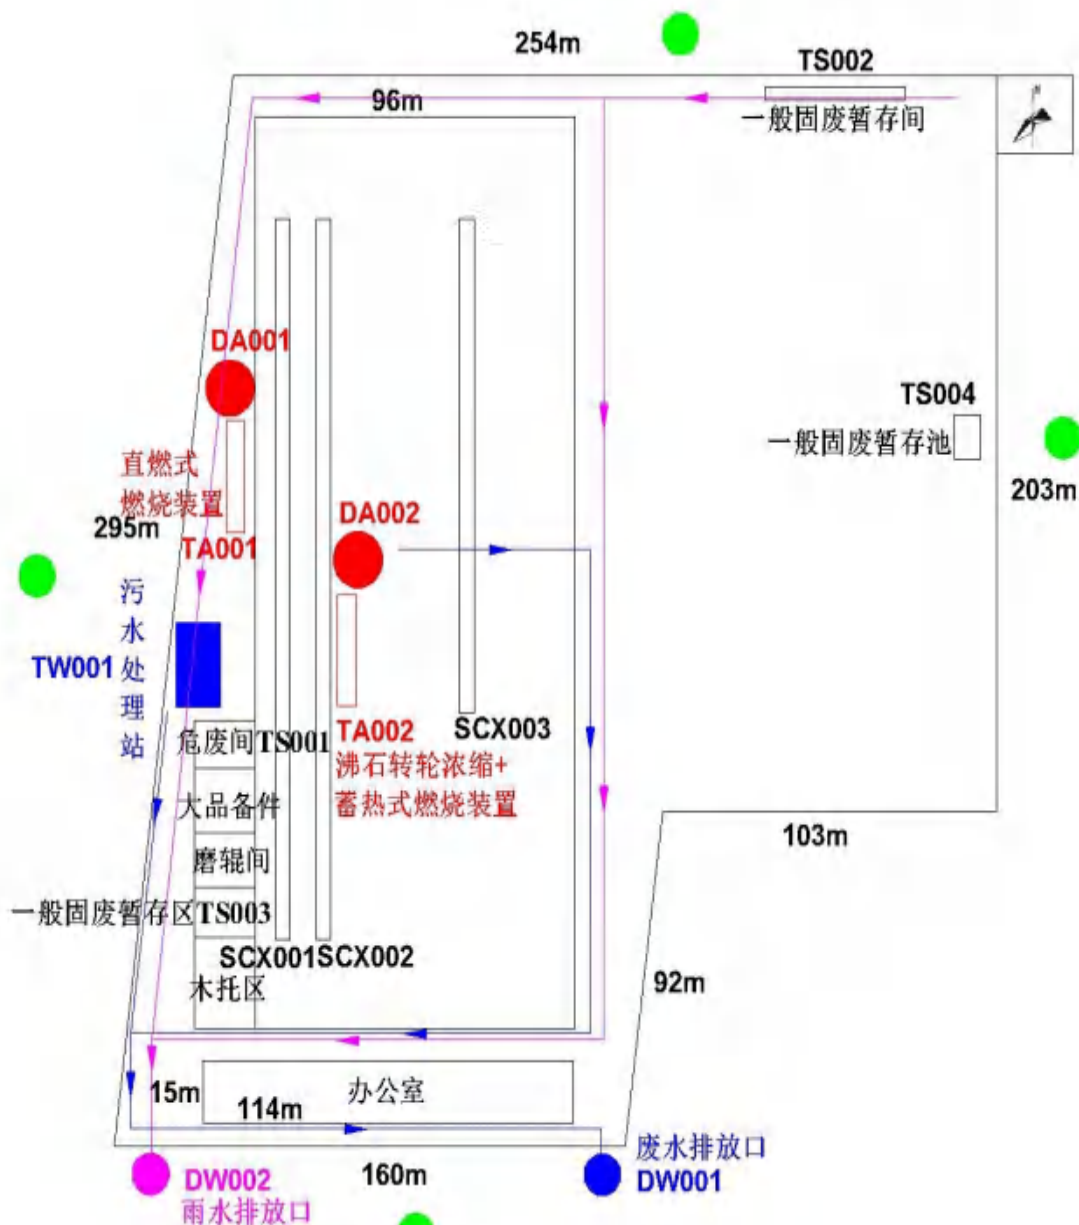 254m
TS002
96m
一般固废暂存间
N
DA001
TS004
直燃式
一般固废暂存池
燃烧装置
203m
295m
DA002
TA001
污水处理站
TW001
TA002
SCX003
危废间TS001
沸石转轮浓缩+
蓄热式燃烧装置
大品备件
103m
磨辊间
一般固废暂存区TS003
SCX001
SCX002
92m
木托区
15m
办公室
114m
废水排放口
DW002
160m
DW001
雨水排放口